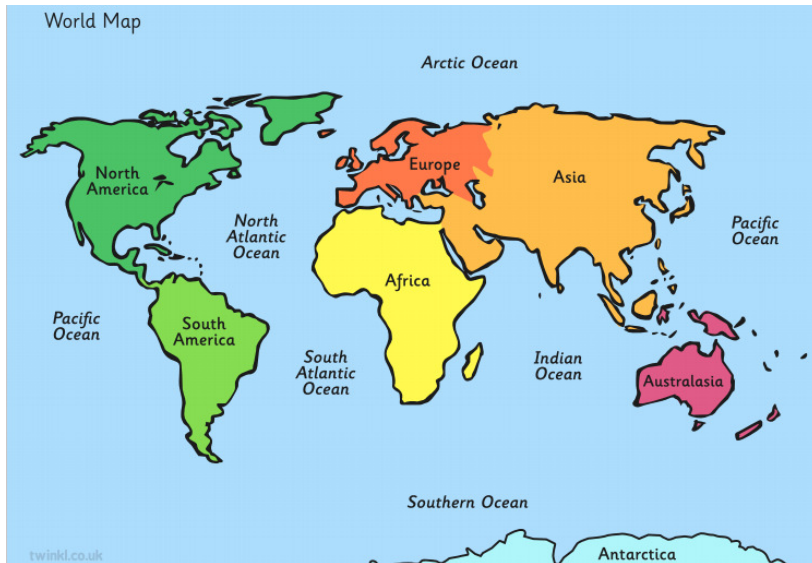 World Map
Arctic Ocean
North
America
Europe
Asia
North
Atlantic
Ocean
Pacific
Ocean
Africa
Pacific
Ocean
South
America
South
Atlantic
Ocean
Indian
Ocean
Australasia
Southern Ocean
twinkl.co.uk
Antarctica